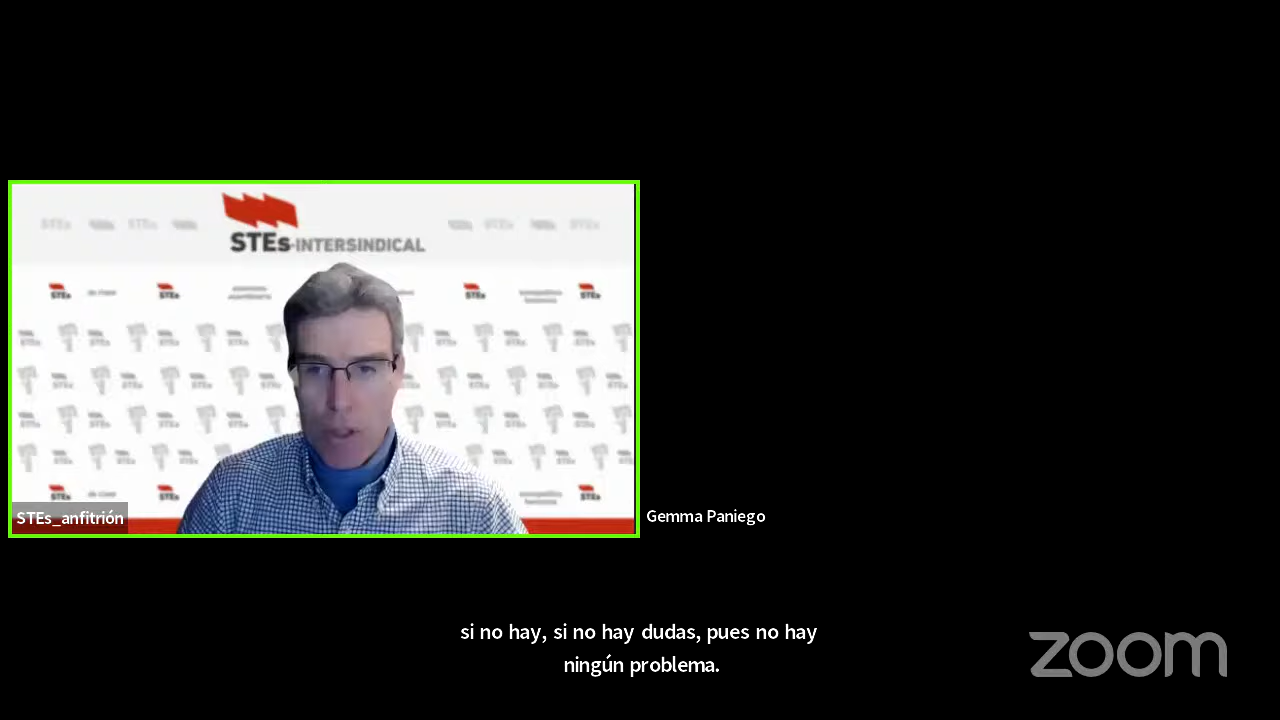 STEs-INTERSINDICAL
STEs_anfitrión
Gemma Paniego
si no hay, si no hay dudas, pues no hay
ningún problema.
zoom